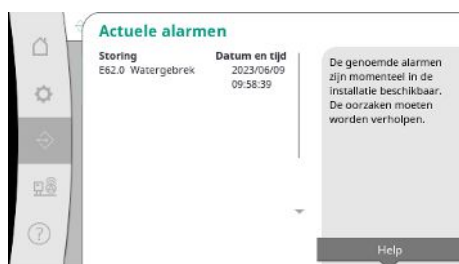 Actuele alarmen
Storing Datum en tijd
E62.0 Watergebrek 2023/06/09
09:58:39
De genoemde alarmen
zijn momenteel in de
installatie beschikbaar.
De oorzaken moeten
worden verholpen.
?
Help